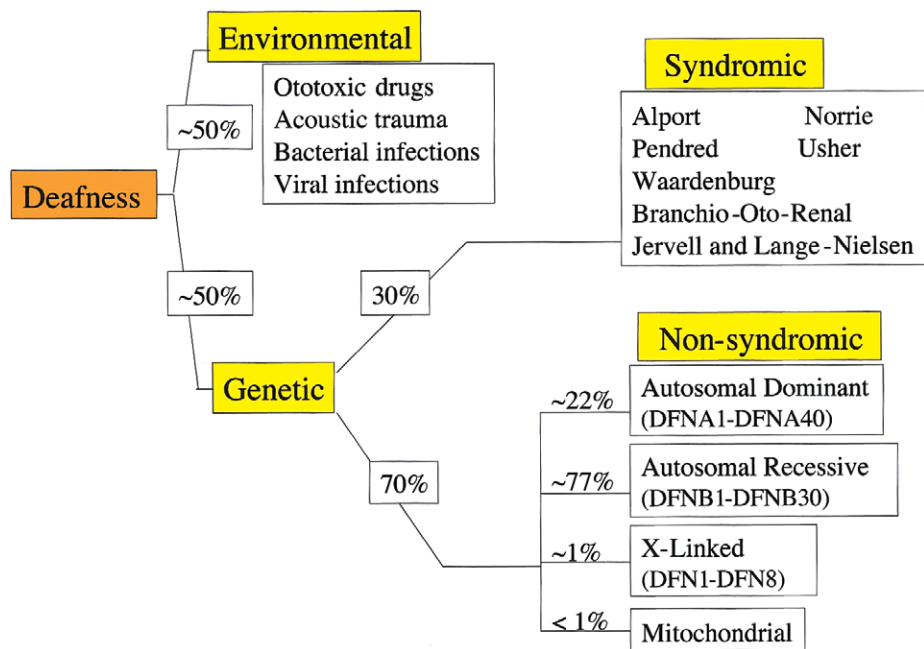 Environmental
Ototoxic drugs
Acoustic trauma
Bacterial infections
Viral infections
~50%
Deafness
~50%
Genetic
30%
70%
Syndromic
Alport Norrie
Pendred Usher
Waardenburg
Branchio-Oto-Renal
Jervell and Lange-Nielsen
Non-syndromic
~22%
Autosomal Dominant
(DFNA1-DFNA40)
~77%
Autosomal Recessive
(DFNB1-DFNB30)
~1%
X-Linked
(DFN1-DFN8)
< 1%
Mitochondrial